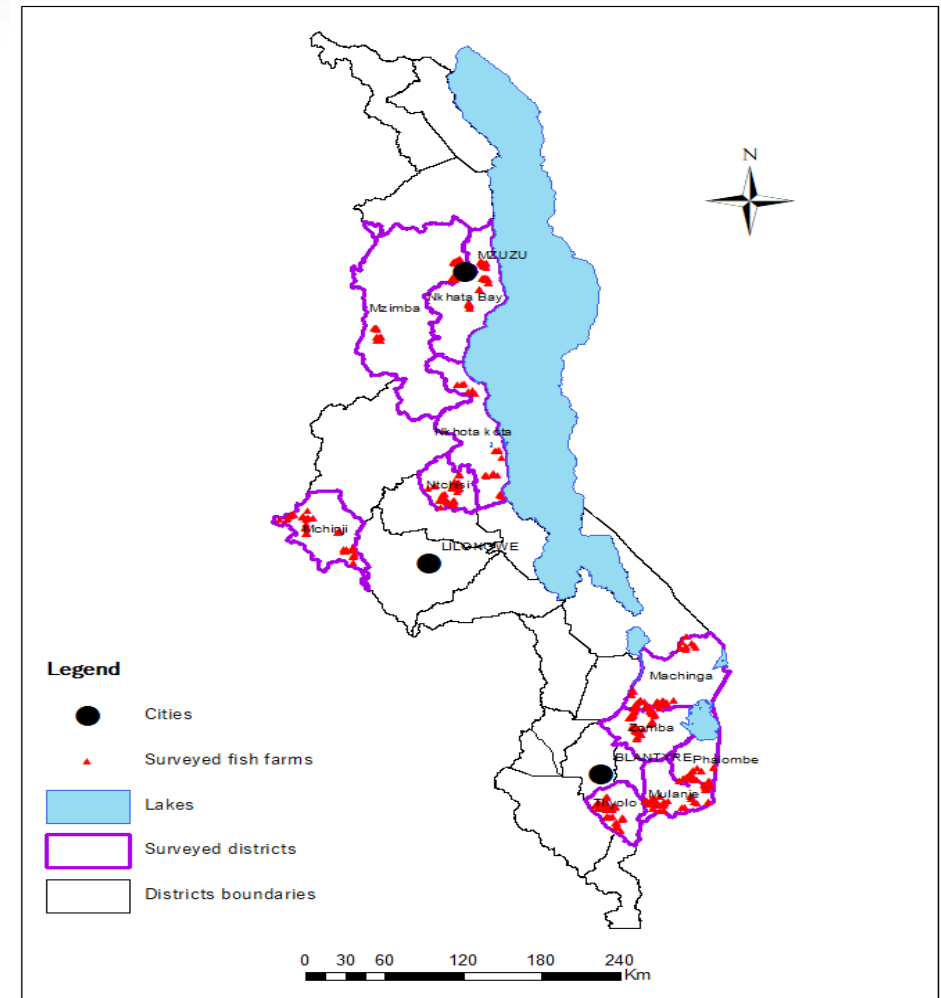 N
MZUZU
Nkhata Bay
Mzimba
Nkhota kota
Ntchisi
Mchinji
LILONGWE
Machinga
Zomba
BLANTYRE
Phalombe
Mulanje
Thyolo
Legend
Cities
Surveyed fish farms
Lakes
Surveyed districts
Districts boundaries
0 30 60 120 180 240
Km